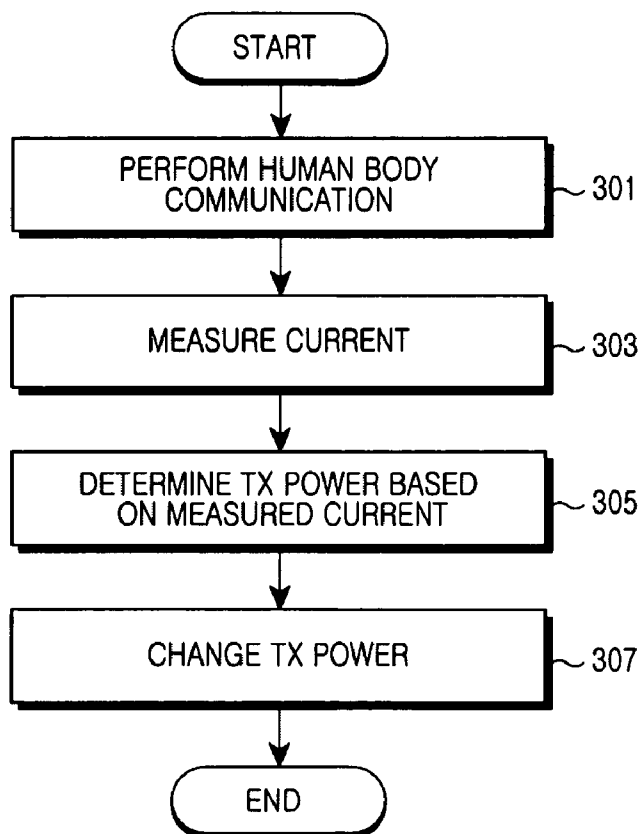 START
PERFORM HUMAN BODY
COMMUNICATION
301
MEASURE CURRENT
303
DETERMINE TX POWER BASED
ON MEASURED CURRENT
305
CHANGE TX POWER
307
END